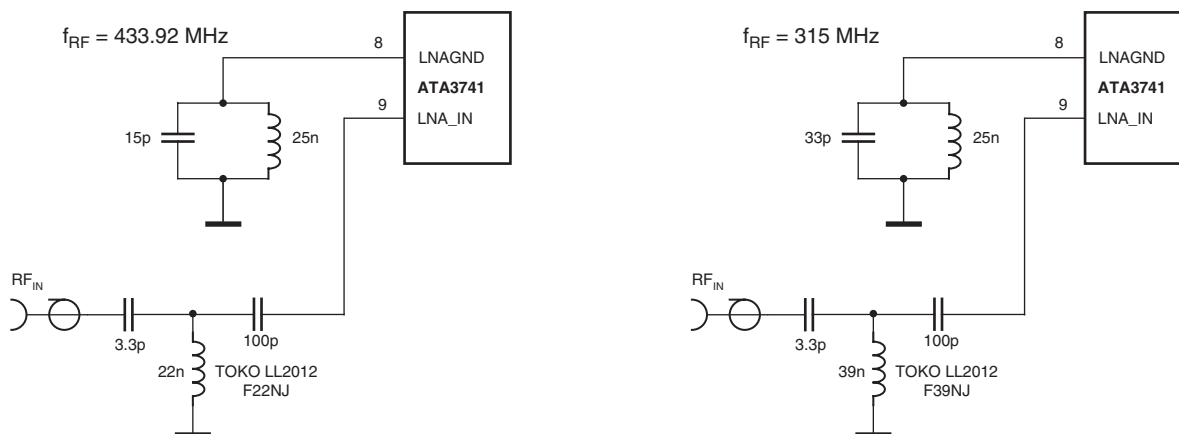 fRF = 433.92 MHz
8
LNAGND
ATA3741
9
LNA_IN
15p
25n
RFIN
3.3p
100p
22n
TOKO LL2012
F22NJ
fRF = 315 MHz
8
LNAGND
ATA3741
9
LNA_IN
33p
25n
RFIN
3.3p
100p
39n
TOKO LL2012
F39NJ